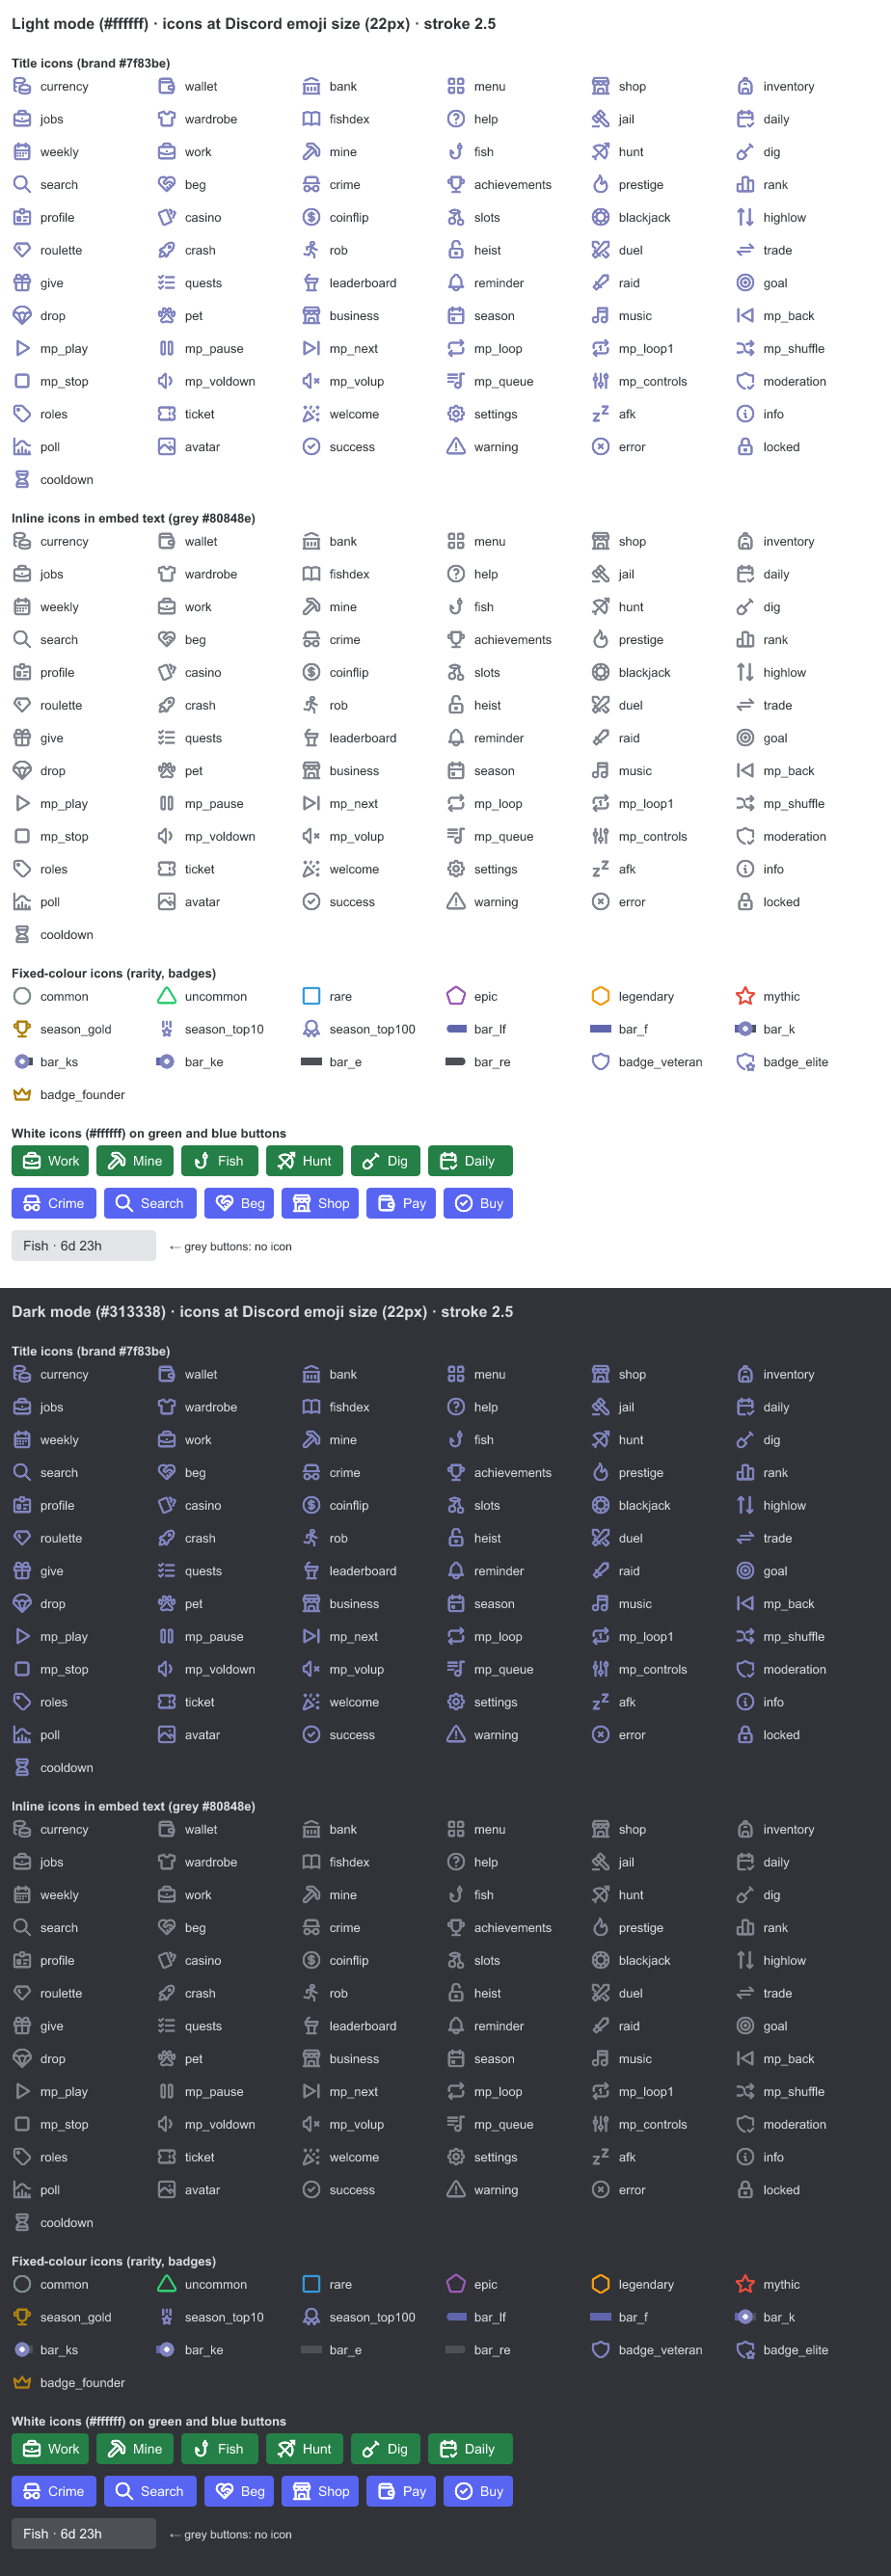 Light mode (#ffffff) · icons at Discord emoji size (22px) · stroke 2.5
Title icons (brand #7f83be)
currency wallet bank menu shop inventory
jobs wardrobe fishdex help jail daily
weekly work mine fish hunt dig
search beg crime achievements prestige rank
profile casino coinflip slots blackjack highlow
roulette crash rob heist duel trade
give quests leaderboard reminder raid goal
drop pet business season music mp_back
mp_play mp_pause mp_next mp_loop mp_loop1 mp_shuffle
mp_stop mp_voldown mp_volup mp_queue mp_controls moderation
roles ticket welcome settings afk info
poll avatar success warning error locked
cooldown
Inline icons in embed text (grey #80848e)
currency wallet bank menu shop inventory
jobs wardrobe fishdex help jail daily
weekly work mine fish hunt dig
search beg crime achievements prestige rank
profile casino coinflip slots blackjack highlow
roulette crash rob heist duel trade
give quests leaderboard reminder raid goal
drop pet business season music mp_back
mp_play mp_pause mp_next mp_loop mp_loop1 mp_shuffle
mp_stop mp_voldown mp_volup mp_queue mp_controls moderation
roles ticket welcome settings afk info
poll avatar success warning error locked
cooldown
Fixed-colour icons (rarity, badges)
common uncommon rare epic legendary mythic
season_gold season_top10 season_top100 bar_lf bar_f bar_k
bar_ks bar_ke bar_e bar_re badge_veteran badge_elite
badge_founder
White icons (#ffffff) on green and blue buttons
Work Mine Fish Hunt Dig Daily
Crime Search Beg Shop Pay Buy
Fish · 6d 23h ← grey buttons: no icon
Dark mode (#313338) · icons at Discord emoji size (22px) · stroke 2.5
Title icons (brand #7f83be)
currency wallet bank menu shop inventory
jobs wardrobe fishdex help jail daily
weekly work mine fish hunt dig
search beg crime achievements prestige rank
profile casino coinflip slots blackjack highlow
roulette crash rob heist duel trade
give quests leaderboard reminder raid goal
drop pet business season music mp_back
mp_play mp_pause mp_next mp_loop mp_loop1 mp_shuffle
mp_stop mp_voldown mp_volup mp_queue mp_controls moderation
roles ticket welcome settings afk info
poll avatar success warning error locked
cooldown
Inline icons in embed text (grey #80848e)
currency wallet bank menu shop inventory
jobs wardrobe fishdex help jail daily
weekly work mine fish hunt dig
search beg crime achievements prestige rank
profile casino coinflip slots blackjack highlow
roulette crash rob heist duel trade
give quests leaderboard reminder raid goal
drop pet business season music mp_back
mp_play mp_pause mp_next mp_loop mp_loop1 mp_shuffle
mp_stop mp_voldown mp_volup mp_queue mp_controls moderation
roles ticket welcome settings afk info
poll avatar success warning error locked
cooldown
Fixed-colour icons (rarity, badges)
common uncommon rare epic legendary mythic
season_gold season_top10 season_top100 bar_lf bar_f bar_k
bar_ks bar_ke bar_e bar_re badge_veteran badge_elite
badge_founder
White icons (#ffffff) on green and blue buttons
Work Mine Fish Hunt Dig Daily
Crime Search Beg Shop Pay Buy
Fish · 6d 23h ← grey buttons: no icon